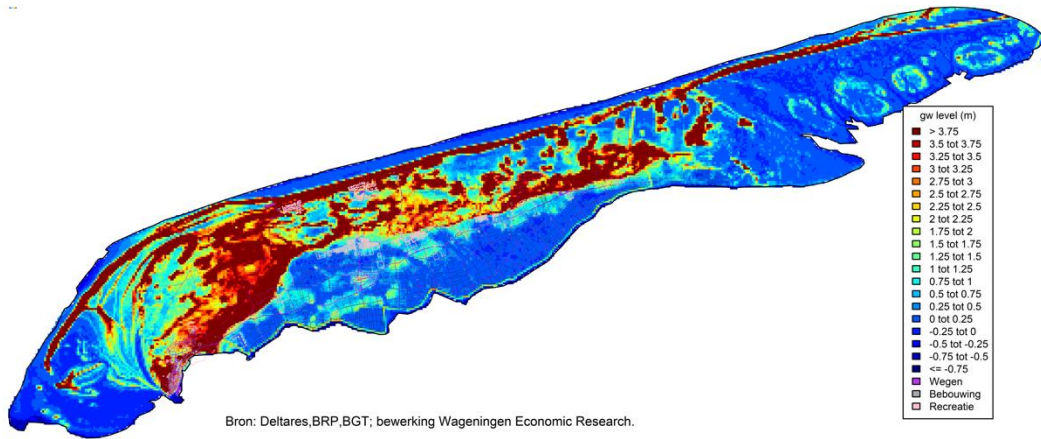 gw level (m)
> 3.75
3.5 tot 3.75
3.25 tot 3.5
3 tot 3.25
2.75 tot 3
2.5 tot 2.75
2.25 tot 2.5
2 tot 2.25
1.75 tot 2
1.5 tot 1.75
1.25 tot 1.5
1 tot 1.25
0.75 tot 1
0.5 tot 0.75
0.25 tot 0.5
0 tot 0.25
-0.25 tot 0
-0.5 tot -0.25
-0.75 tot -0.5
<= -0.75
Wegen
Bebouwing
Recreatie
Bron: Deltares,BRP,BGT; bewerking Wageningen Economic Research.